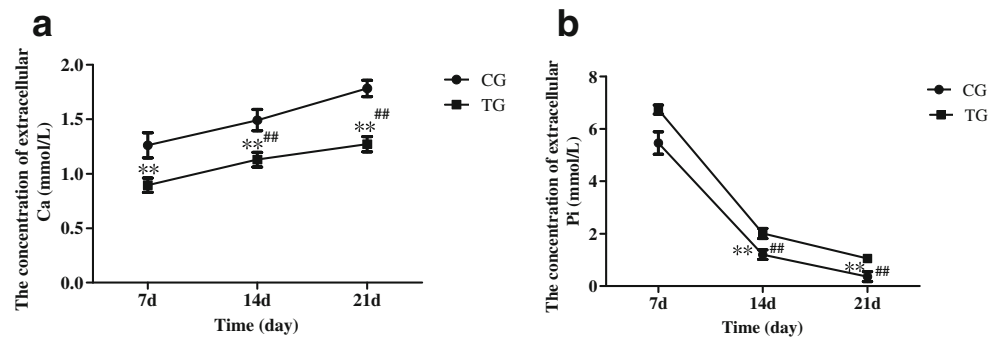 a
The concentration of extracellular
Ca (mmol/L)
2.0
1.5
1.0
0.5
0.0
CG
TG
**
**##
**##
7d
14d
21d
Time (day)
b
The concentration of extracellular
Pi (mmol/L)
8
6
4
2
0
CG
TG
**##
**##
7d
14d
21d
Time (day)